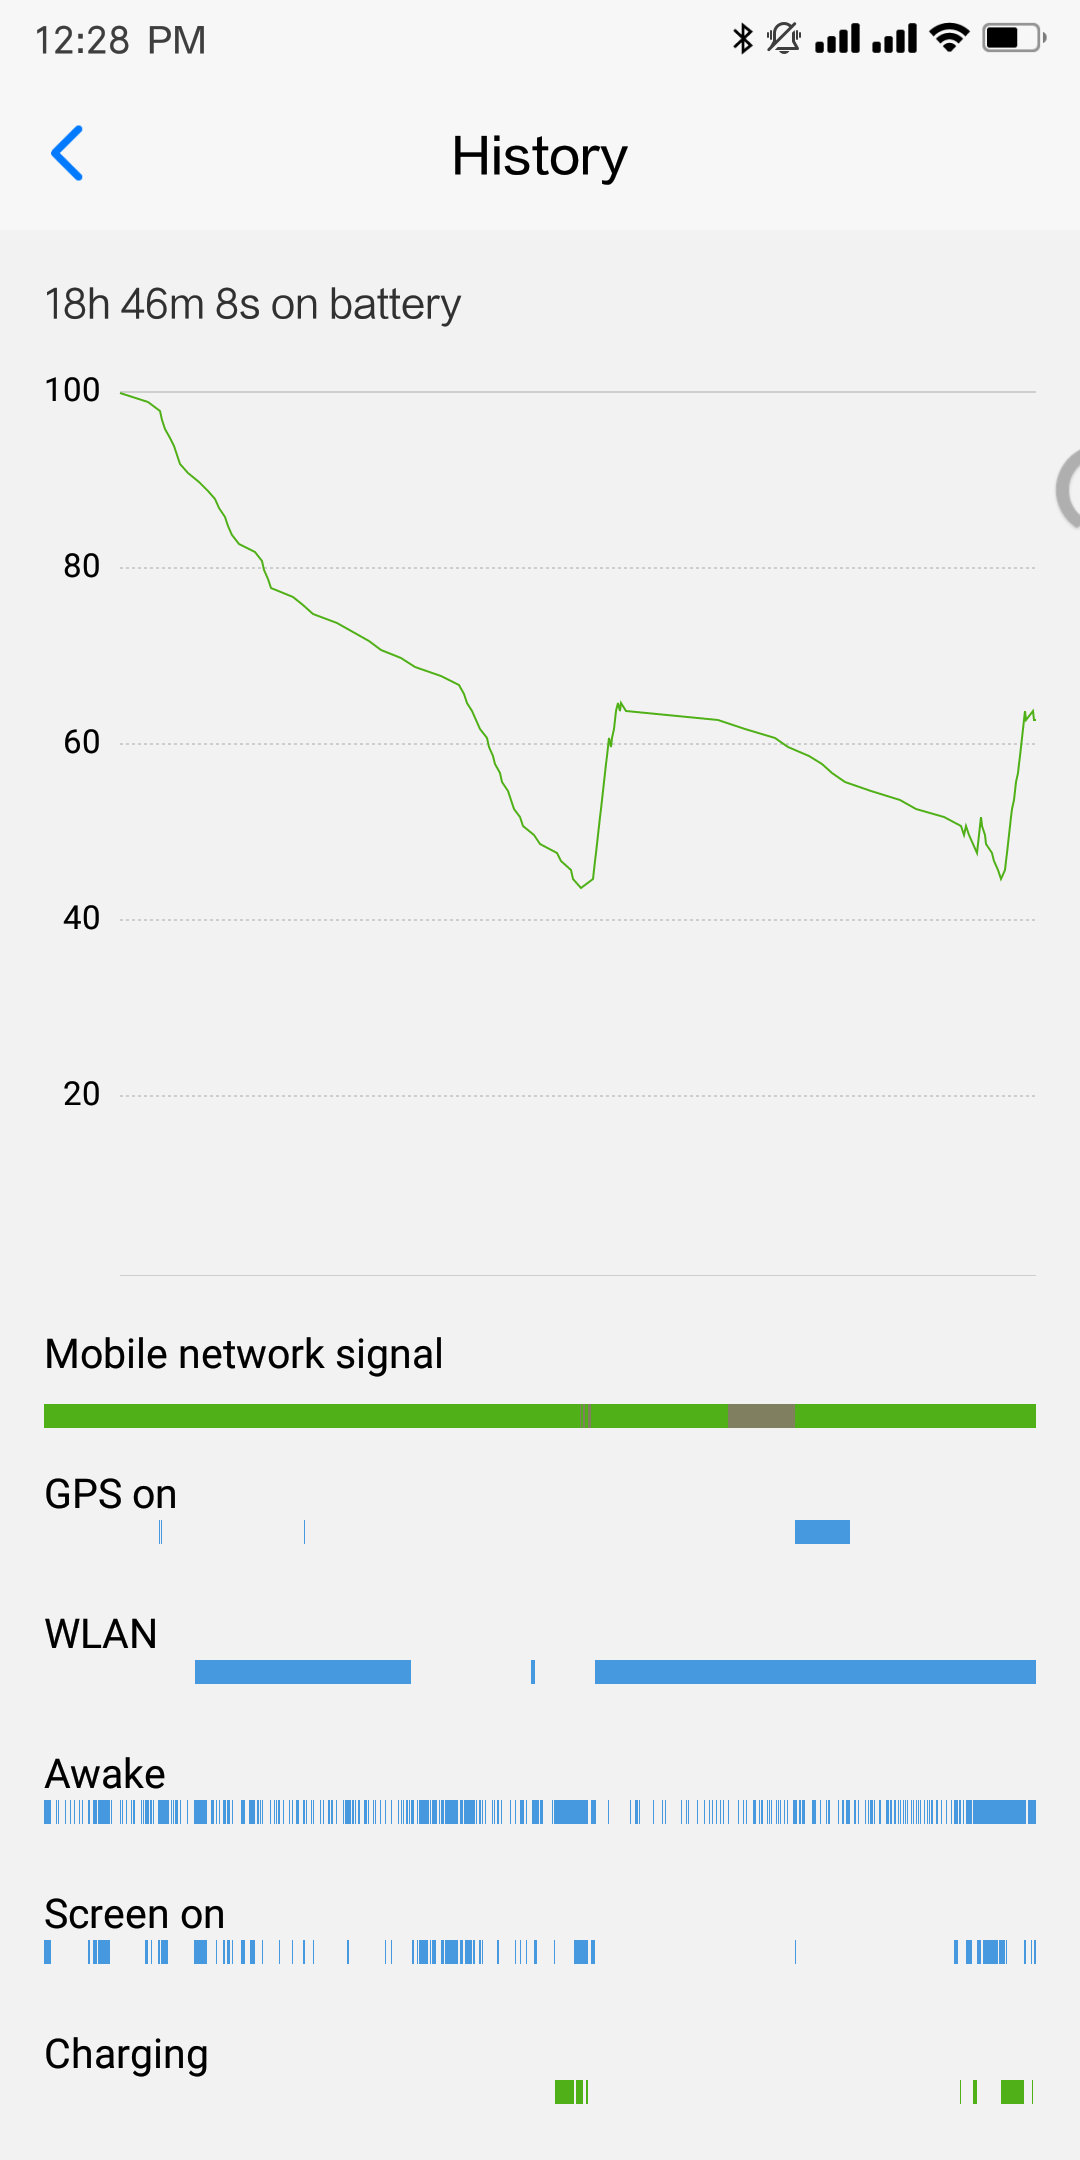 12:28 PM
History
18h 46m 8s on battery
100
80
60
40
20
Mobile network signal
GPS on
WLAN
Awake
Screen on
Charging